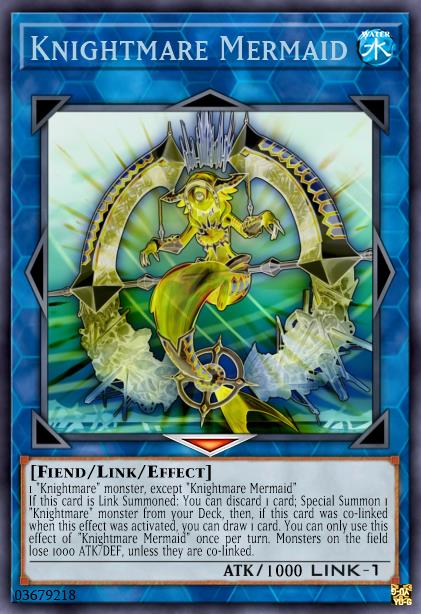 Knightmare Mermaid
WATER
水
[Fiend/Link/Effect]
1 "Knightmare" monster, except "Knightmare Mermaid"
If this card is Link Summoned: You can discard 1 card; Special Summon 1
"Knightmare" monster from your Deck, then, if this card was co-linked
when this effect was activated, you can draw 1 card. You can only use this
effect of "Knightmare Mermaid" once per turn. Monsters on the field
lose 1000 ATK/DEF, unless they are co-linked.
ATK/1000 LINK-1
03679218